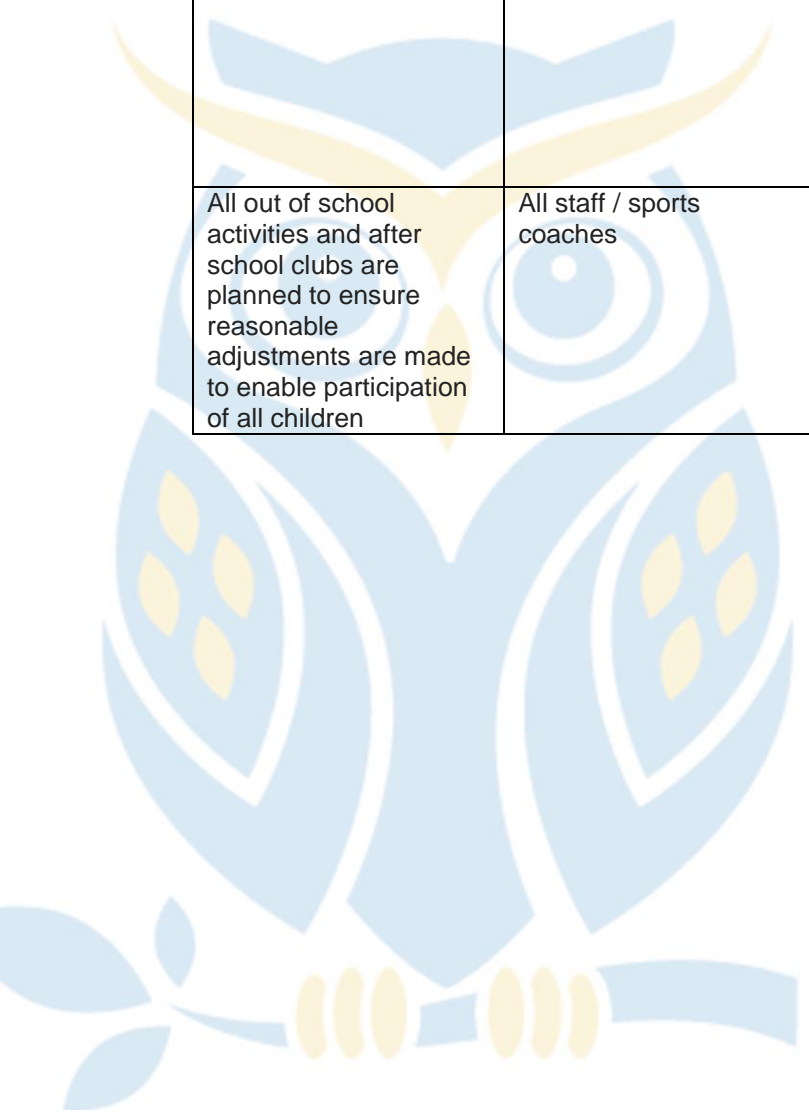 All out of school
activities and after
school clubs are
planned to ensure
reasonable
adjustments are made
to enable participation
of all children
All staff / sports
coaches